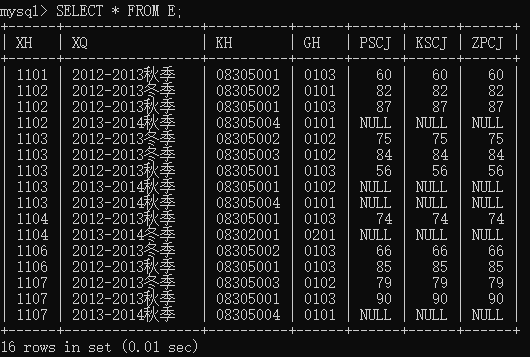 mysql> SELECT * FROM E;
| XH | XQ | KH | GH | PSCJ | KSCJ | ZPCJ |
| 1101 | 2012-2013秋季 | 08305001 | 0103 | 60 | 60 | 60 |
| 1102 | 2012-2013冬季 | 08305002 | 0101 | 82 | 82 | 82 |
| 1102 | 2012-2013秋季 | 08305001 | 0103 | 87 | 87 | 87 |
| 1102 | 2013-2014秋季 | 08305004 | 0101 | NULL | NULL | NULL |
| 1103 | 2012-2013冬季 | 08305002 | 0102 | 75 | 75 | 75 |
| 1103 | 2012-2013冬季 | 08305003 | 0102 | 84 | 84 | 84 |
| 1103 | 2012-2013秋季 | 08305001 | 0103 | 56 | 56 | 56 |
| 1103 | 2013-2014秋季 | 08305001 | 0102 | NULL | NULL | NULL |
| 1103 | 2013-2014秋季 | 08305004 | 0101 | NULL | NULL | NULL |
| 1104 | 2012-2013秋季 | 08305001 | 0103 | 74 | 74 | 74 |
| 1104 | 2013-2014冬季 | 08302001 | 0201 | NULL | NULL | NULL |
| 1106 | 2012-2013冬季 | 08305002 | 0103 | 66 | 66 | 66 |
| 1106 | 2012-2013秋季 | 08305001 | 0103 | 85 | 85 | 85 |
| 1107 | 2012-2013冬季 | 08305003 | 0102 | 79 | 79 | 79 |
| 1107 | 2012-2013秋季 | 08305001 | 0103 | 90 | 90 | 90 |
| 1107 | 2013-2014秋季 | 08305004 | 0101 | NULL | NULL | NULL |
16 rows in set (0.01 sec)